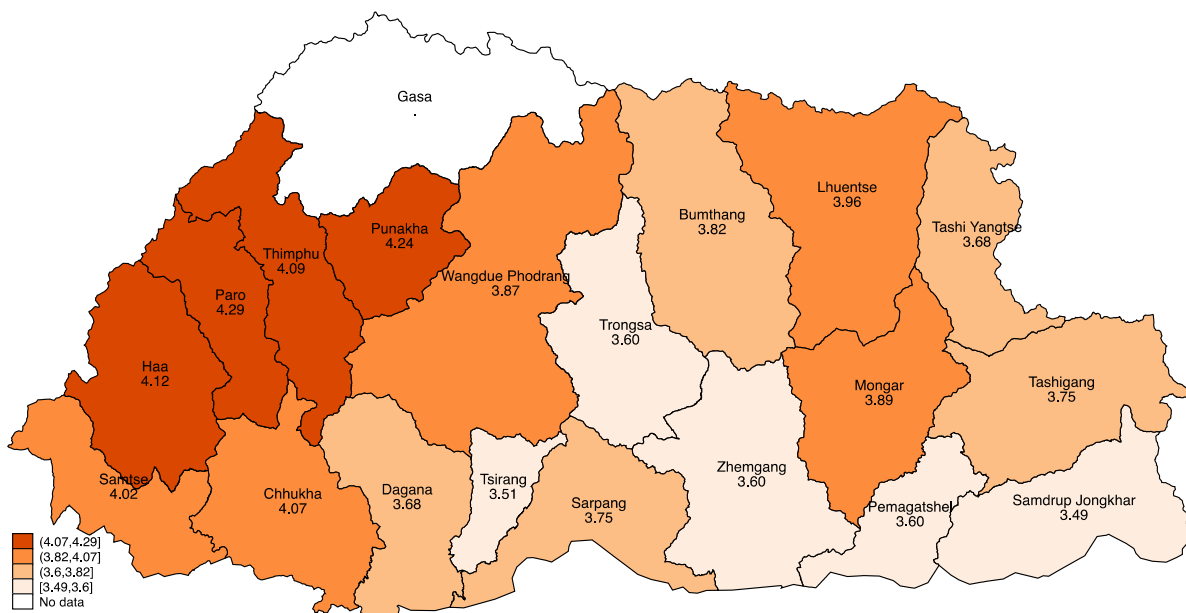 Gasa
Punakha
4.24
Thimphu
4.09
Paro
4.29
Haa
4.12
Wangdue Phodrang
3.87
Bumthang
3.82
Lhuentse
3.96
Tashi Yangtse
3.68
Trongsa
3.60
Mongar
3.89
Tashigang
3.75
Samtse
4.02
Chhukha
4.07
Dagana
3.68
Tsirang
3.51
Sarpang
3.75
Zhemgang
3.60
Pemagatshel
3.60
Samdrup Jongkhar
3.49
(4.07,4.29]
(3.82,4.07]
(3.6,3.82]
[3.49,3.6]
No data